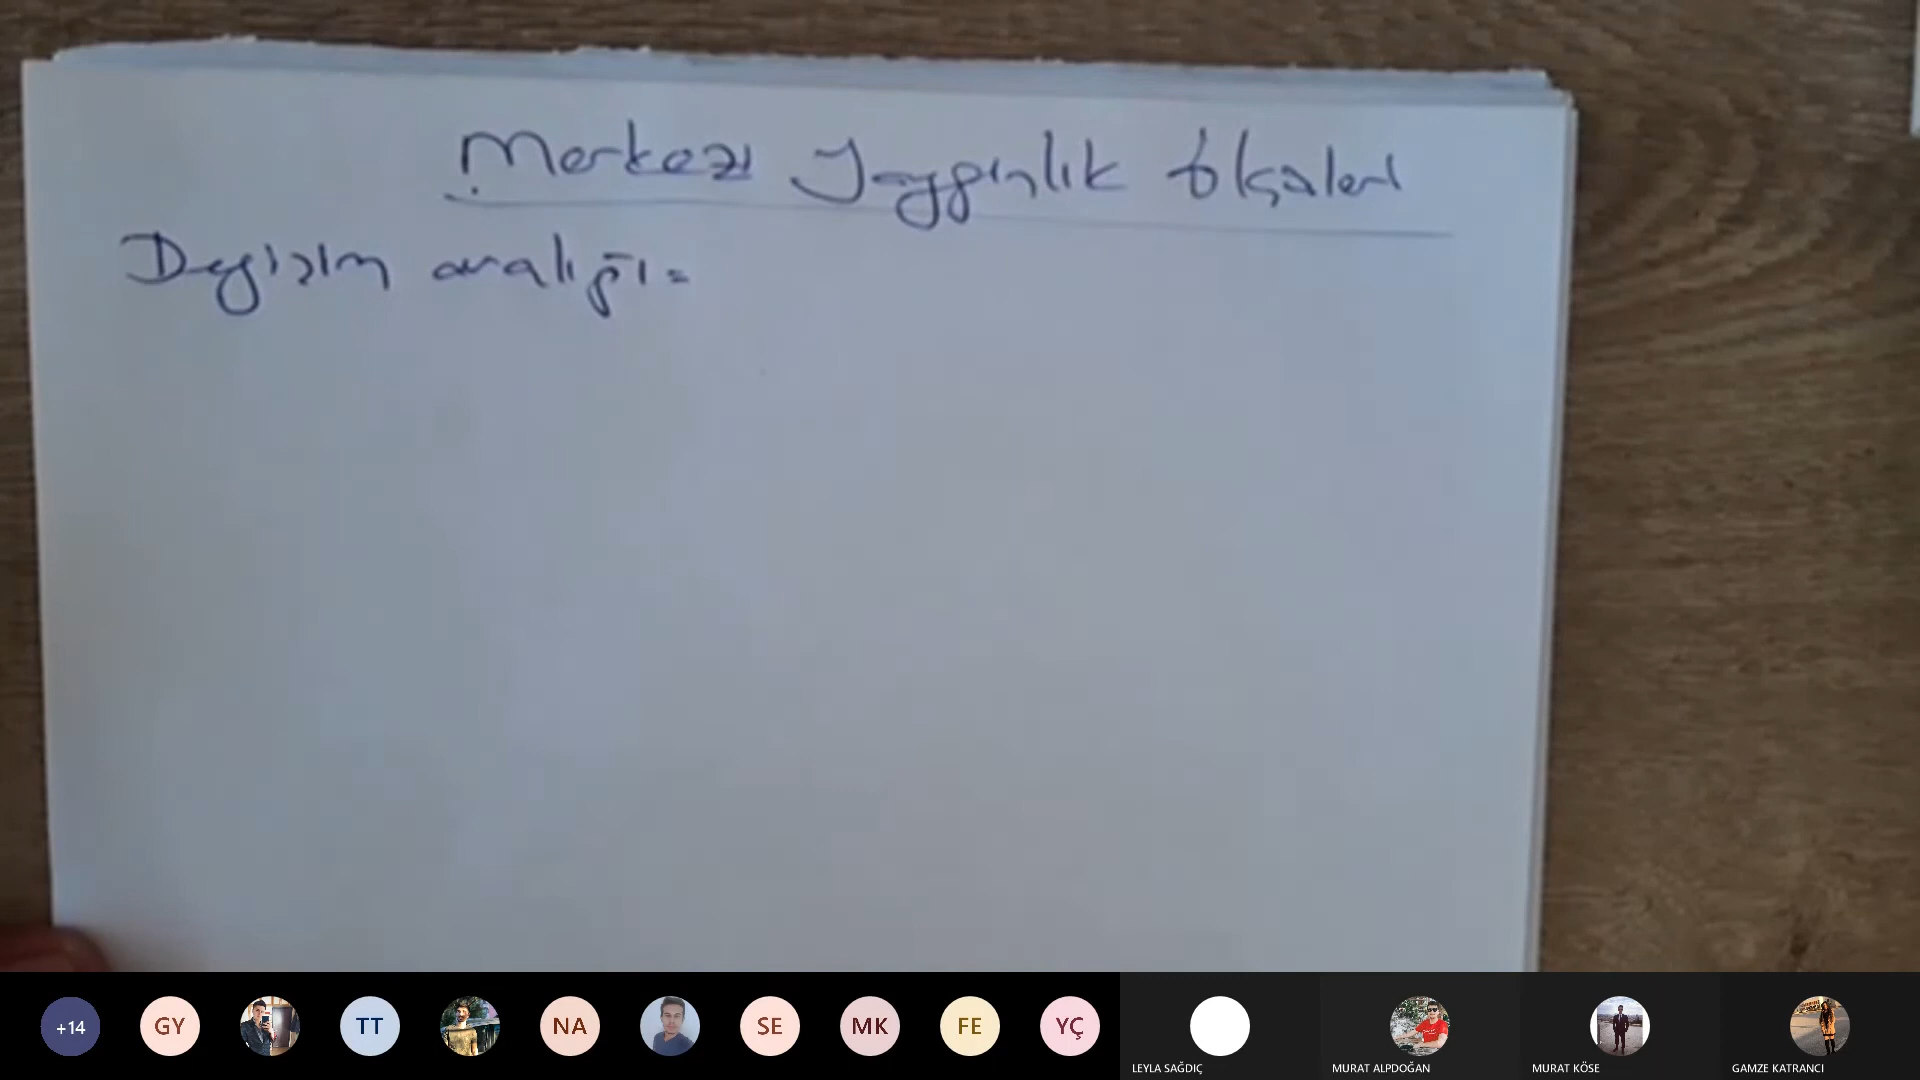 Merkezi Yaygınlık ölçüleri
Değişim aralığı =
+14
GY
TT
NA
SE
MK
FE
YÇ
LEYLA SAĞDIÇ
MURAT ALPDOĞAN
MURAT KÖSE
GAMZE KATRANCI